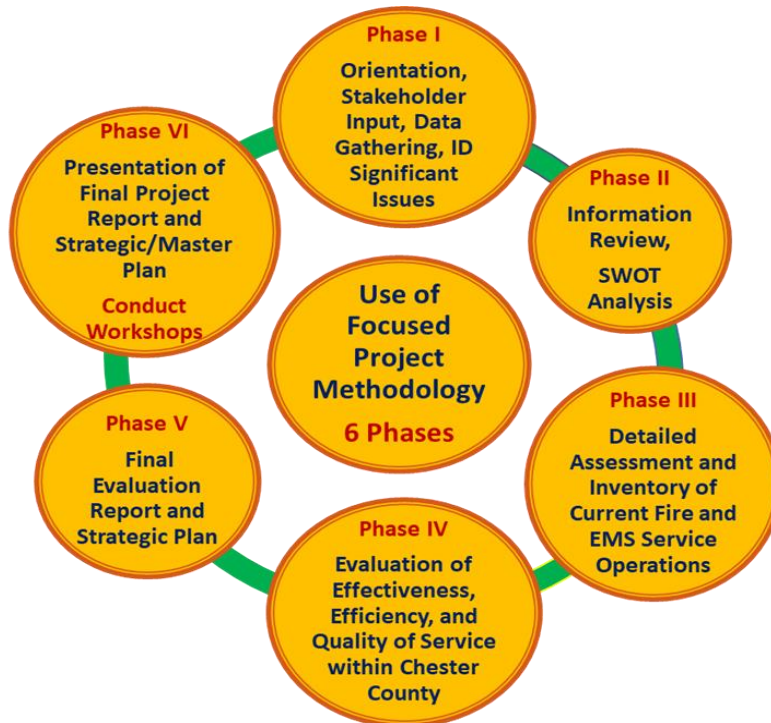 Phase I
Orientation,
Stakeholder
Input, Data
Gathering, ID
Significant
Issues
Phase II
Information
Review,
SWOT
Analysis
Phase III
Detailed
Assessment and
Inventory of
Current Fire and
EMS Service
Operations
Phase IV
Evaluation of
Effectiveness,
Efficiency, and
Quality of Service
within Chester
County
Phase V
Final
Evaluation
Report and
Strategic Plan
Phase VI
Presentation of
Final Project
Report and
Strategic/Master
Plan
Conduct
Workshops
Use of
Focused
Project
Methodology
6 Phases